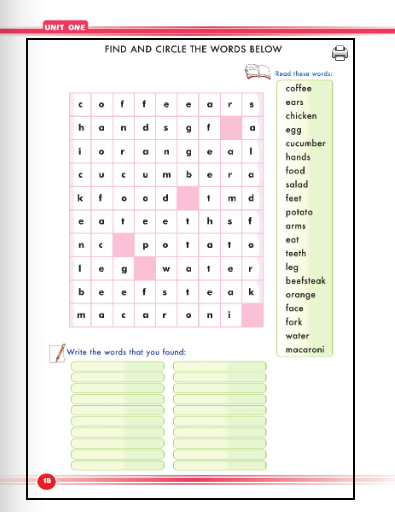 UNIT ONE
FIND AND CIRCLE THE WORDS BELOW
Read these words:
c o f f e e a r s
h a n d s g f a
i o r a n g e a l
c u c u m b e r a
k f o o d t m d
e a t e e t h s f
n c p o t a t o
l e g w a t e r
b e e f s t e a k
m a c a r o n i
coffee
ears
chicken
egg
cucumber
hands
food
salad
feet
potato
arms
eat
teeth
leg
beefsteak
orange
face
fork
water
macaroni
Write the words that you found: